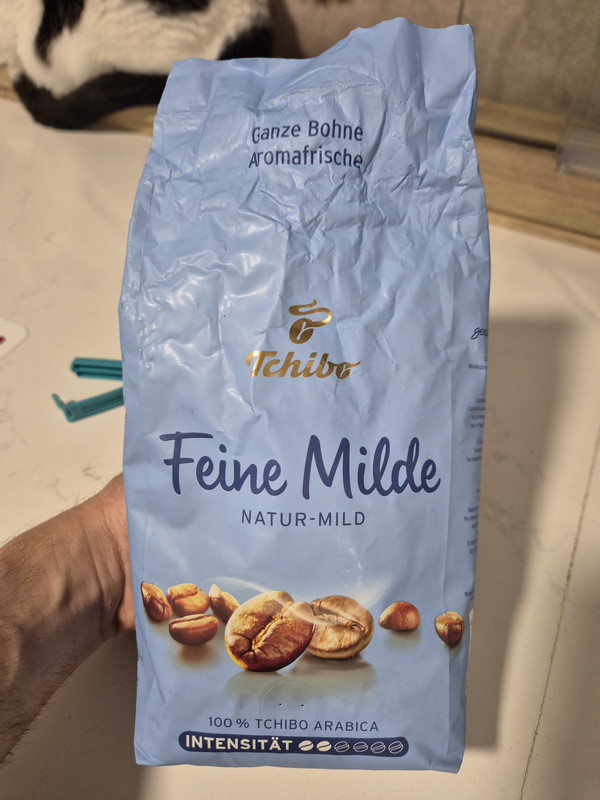 Ganze Bohne
Aromafrische
Tchibo
Feine Milde
NATUR-MILD
100 % TCHIBO ARABICA
INTENSITÄT